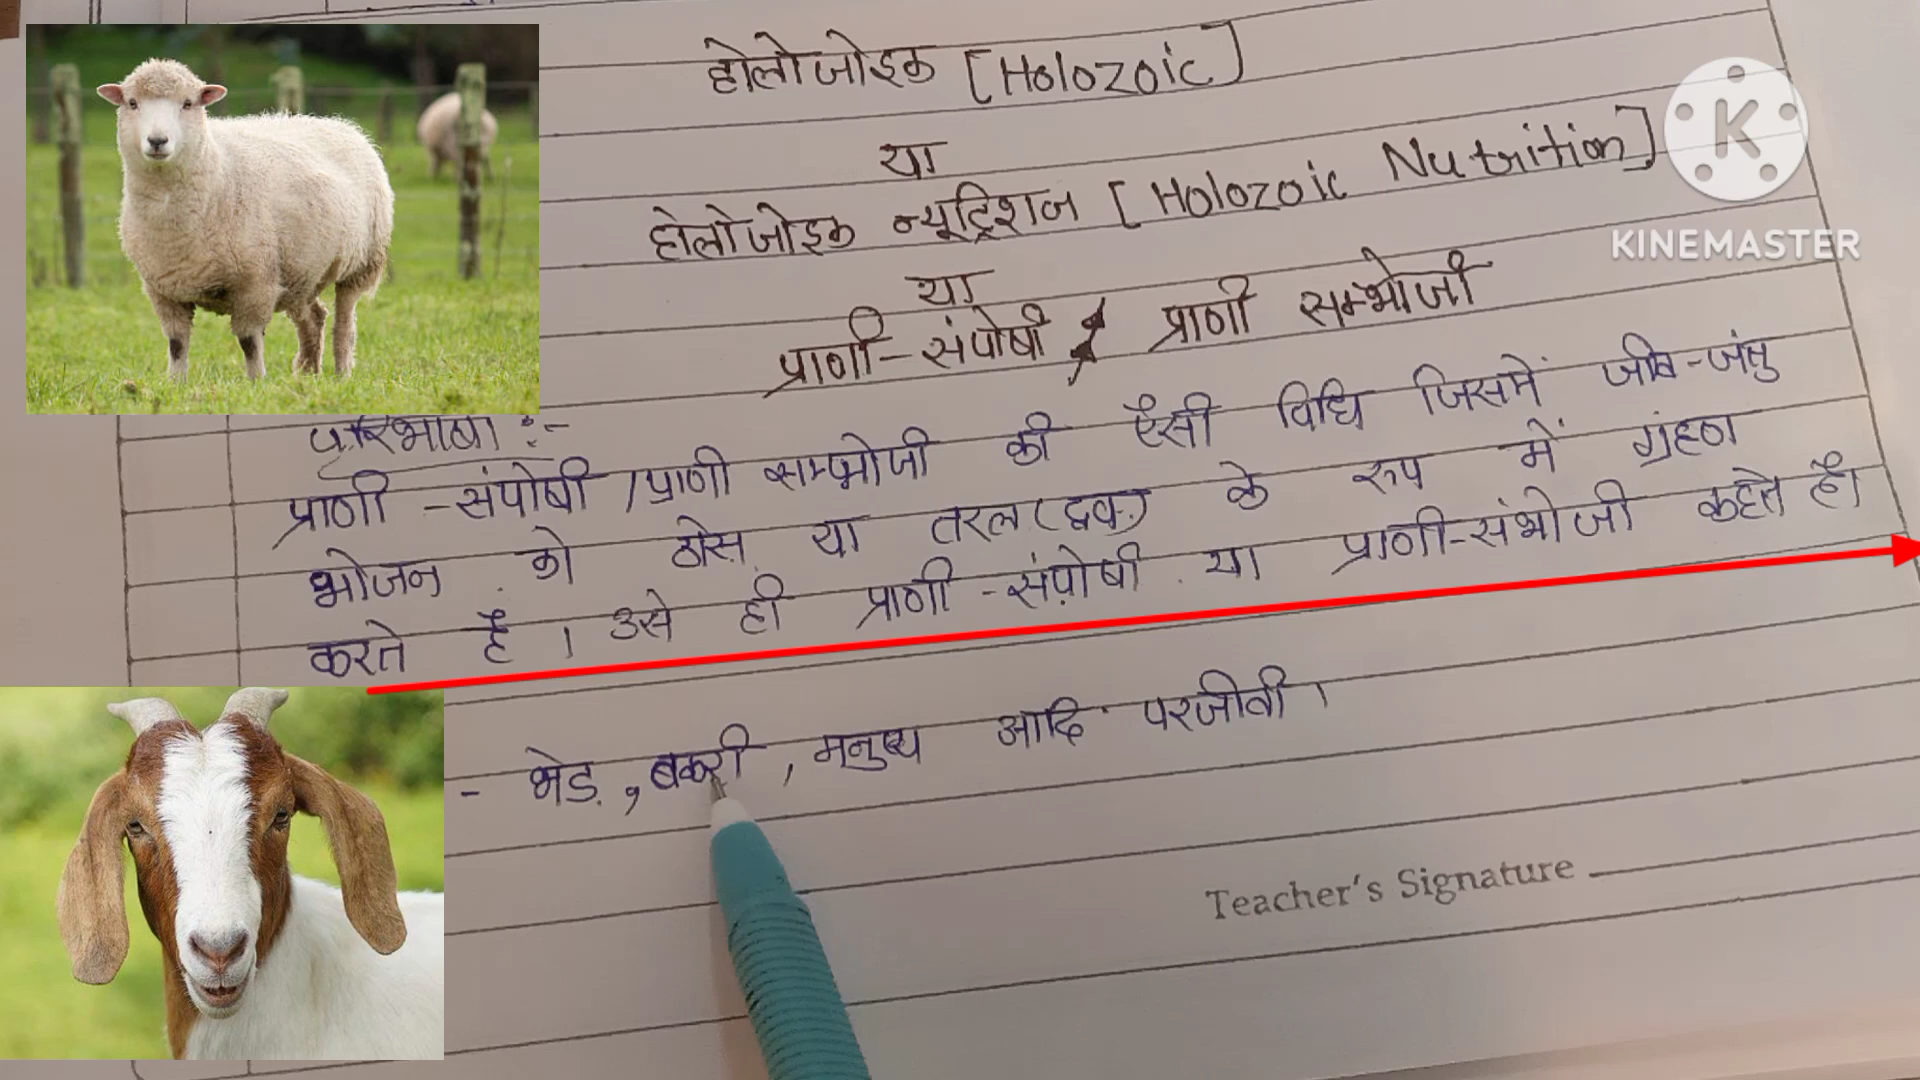 होलोजोइक [Holozoic]
या
होलोजोइक न्यूट्रिशन [Holozoic Nutrition]
या
प्राणी-संपोषी / प्राणी सम्भोजी
परिभाषा :-
प्राणी-संपोषी / प्राणी सम्भोजी की ऐसी विधि जिसमें जीव-जंतु
भोजन को ठोस या तरल (द्रव) के रूप में ग्रहण
करते है । उसे ही प्राणी-संपोषी या प्राणी-संभोजी कहते है।
- भेड़, बकरी, मनुष्य आदि परजीवी ।
Teacher's Signature
K
KINEMASTER